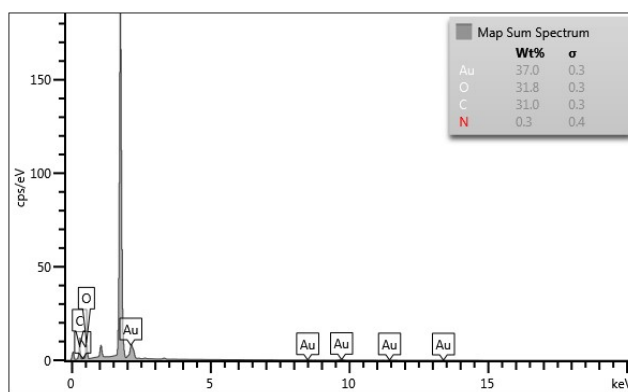 Map Sum Spectrum
Wt% σ
Au 37.0 0.3
O 31.8 0.3
C 31.0 0.3
N 0.3 0.4
cps/eV
150
100
50
0
O
C
N
Au
Au
Au
Au
Au
0 5 10 15 keV